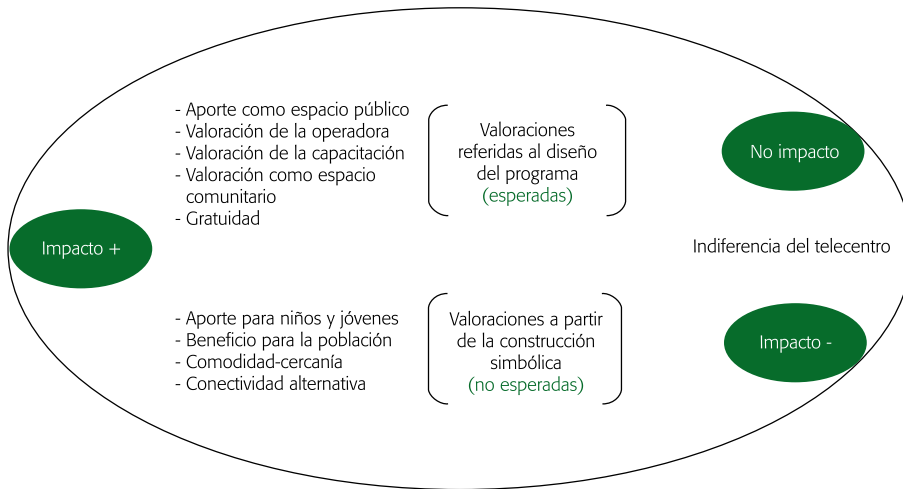 Impacto +
- Aporte como espacio público
- Valoración de la operadora
- Valoración de la capacitación
- Valoración como espacio
comunitario
- Gratuidad
Valoraciones
referidas al diseño
del programa
(esperadas)
- Aporte para niños y jóvenes
- Beneficio para la población
- Comodidad-cercanía
- Conectividad alternativa
Valoraciones a partir
de la construcción
simbólica
(no esperadas)
No impacto
Indiferencia del telecentro
Impacto -